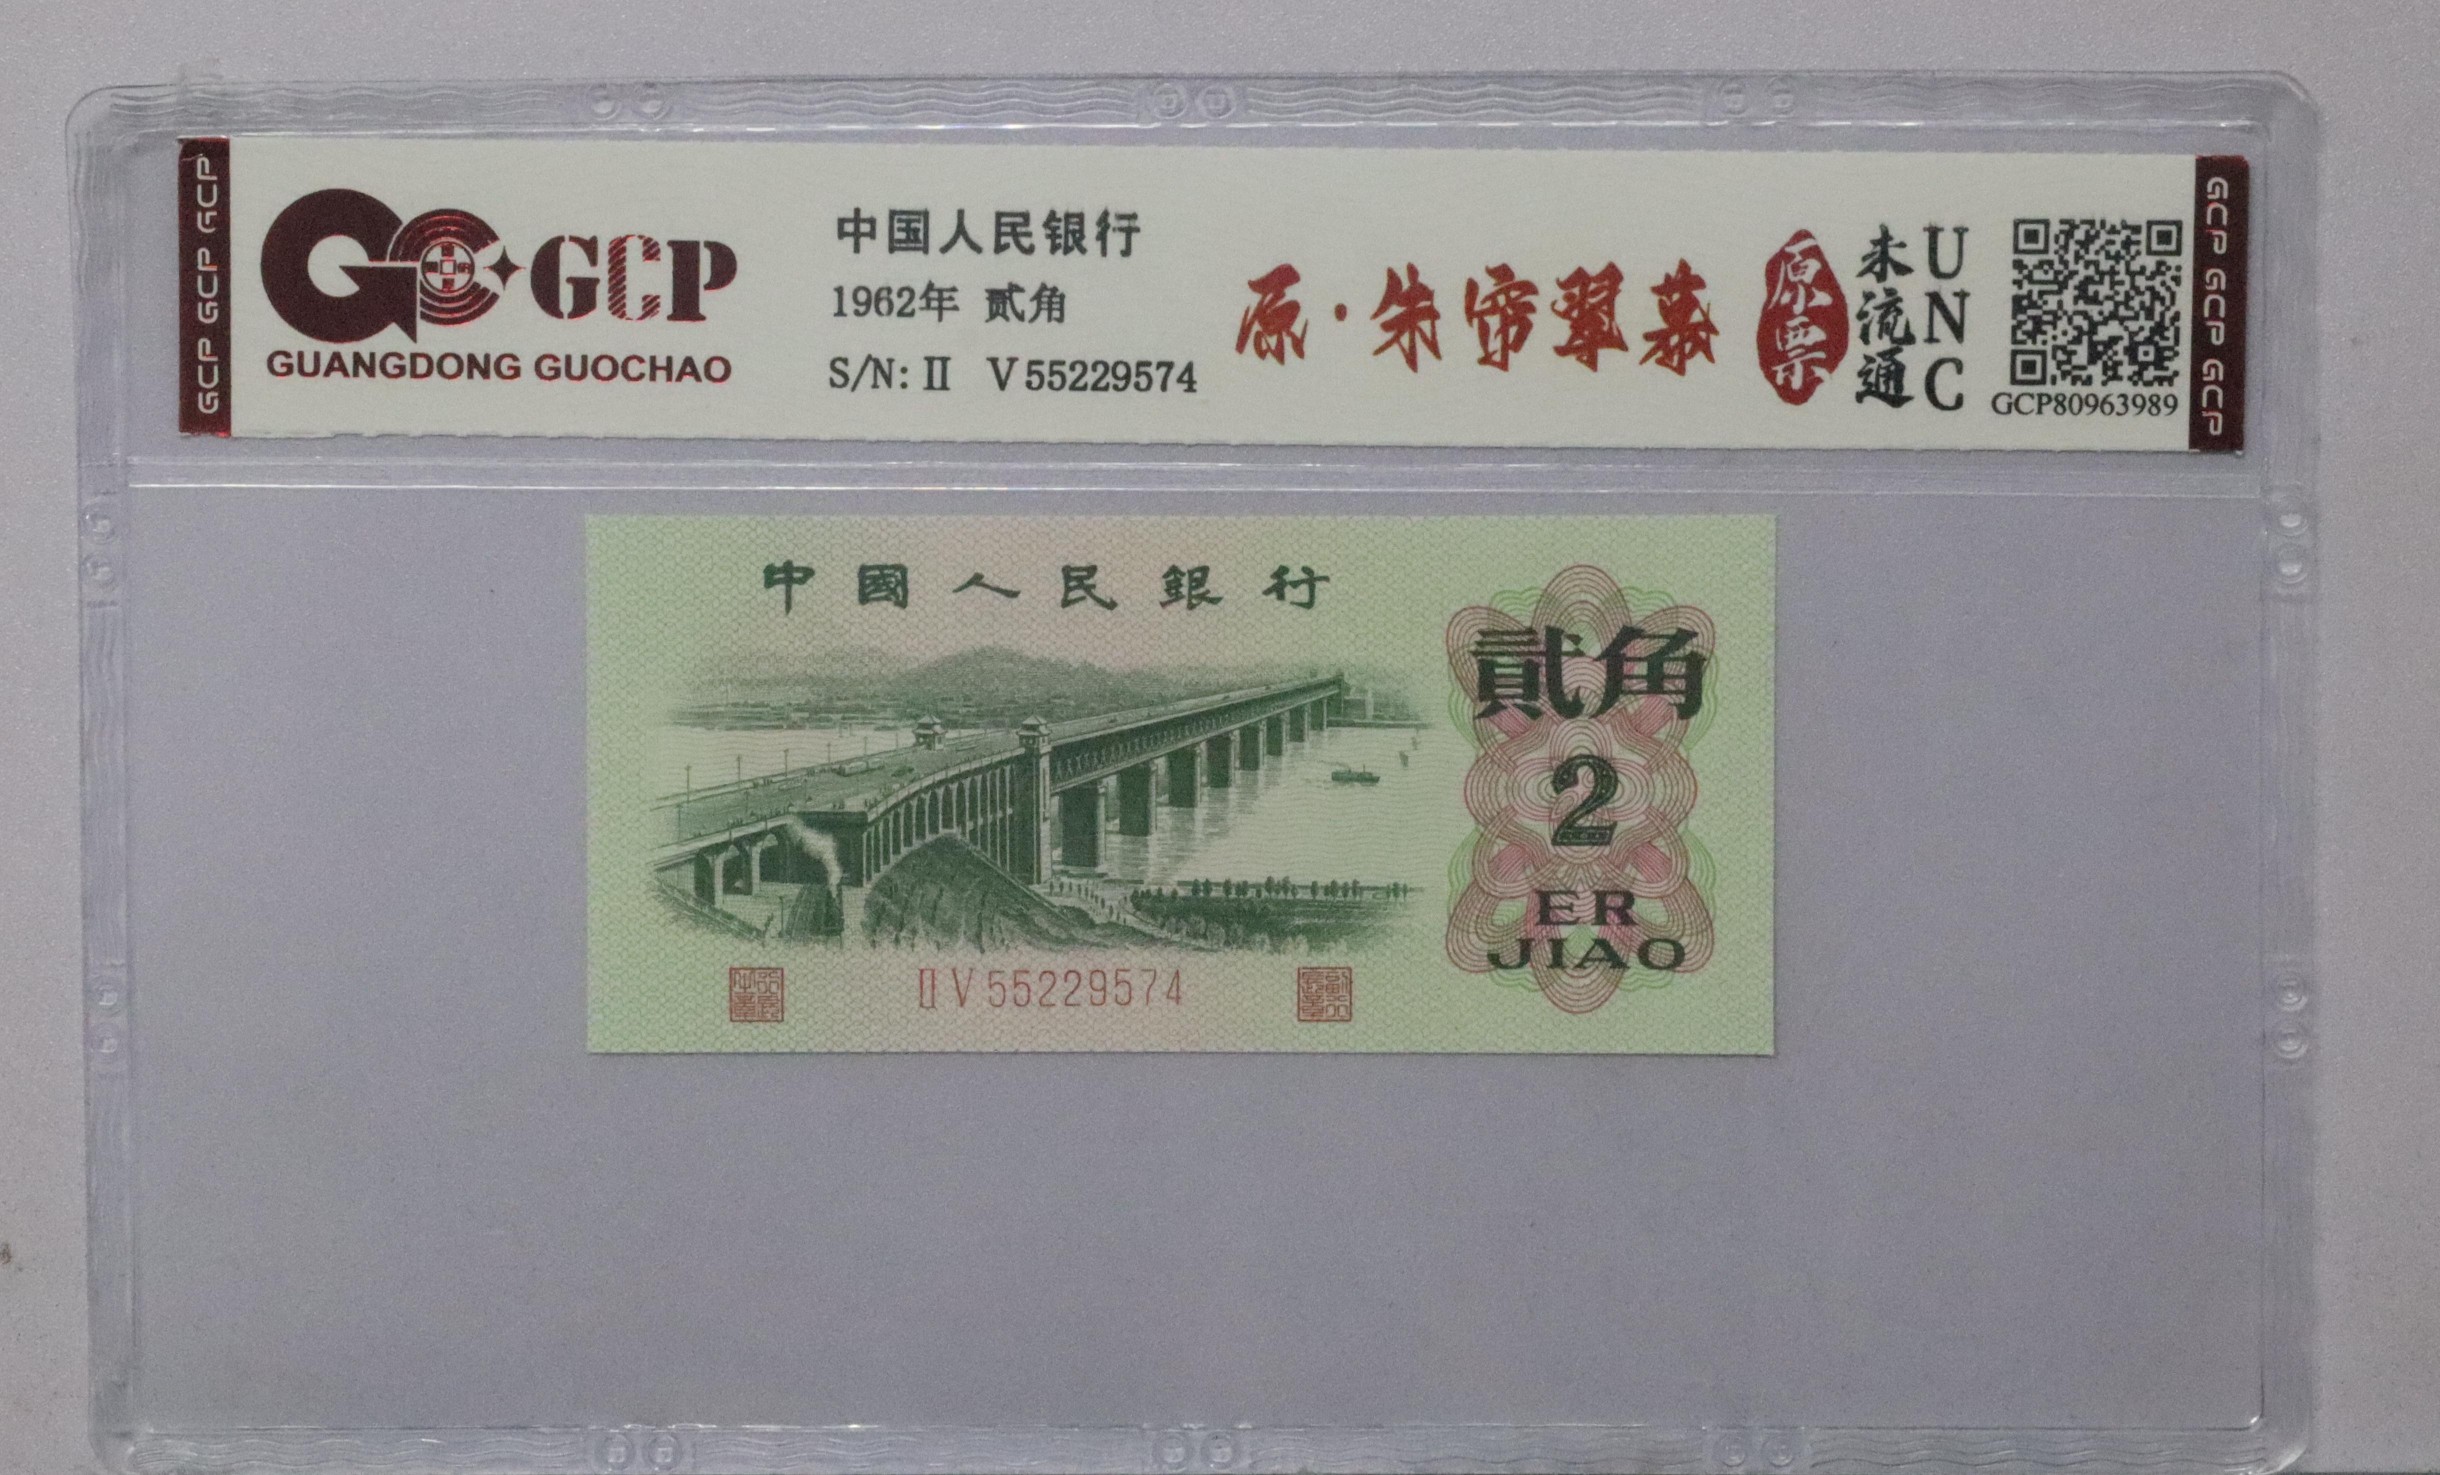 GCP GCP GCP
GCP
GUANGDONG GUOCHAO
中国人民银行
1962年 贰角
S/N: II V 55229574
原·朱帘翠幕
原票
未流通
UNC
GCP80963989
GCP GCP GCP
中國人民銀行
貳角
2
ER
JIAO
II V 55229574